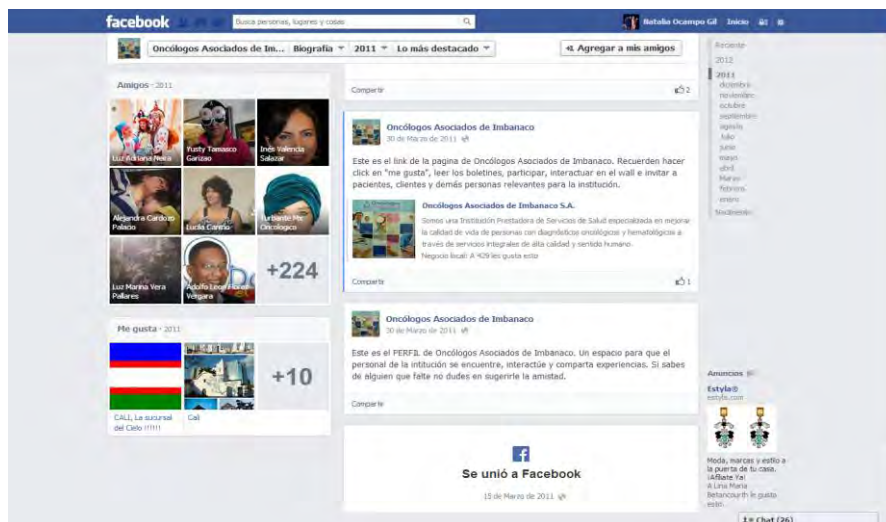 facebook
Busca personas, lugares y cosas
Natalia Ocampo Gil Inicio
Oncólogos Asociados de Im... Biografía 2011 Lo más destacado
+1 Agregar a mis amigos
Amigos · 2011
Luz Adriana Neira
Yusty Tamasco
Garizao
Inés Valencia
Salazar
Alejandra Cardozo
Palacio
Lucila Cariño
Turbante Ms
Oncologico
Luz Marina Vera
Pallares
Adolfo Leon Flores
Vergara
+224
Me gusta · 2011
+10
CALI, La sucursal
del Cielo !!!!!!
Cali
Compartir
2
Oncólogos Asociados de Imbanaco
30 de Marzo de 2011
Este es el link de la pagina de Oncólogos Asociados de Imbanaco. Recuerden hacer
click en "me gusta", leer los boletines, participar, interactuar en el wall e invitar a
pacientes, clientes y demás personas relevantes para la institución.
Oncólogos Asociados de Imbanaco S.A.
Somos una Institución Prestadora de Servicios de Salud especializada en mejorar
la calidad de vida de personas con diagnósticos oncológicos y hematológicos a
través de servicios integrales de alta calidad y sentido humano.
Negocio local: A 429 les gusta esto
Compartir
1
Oncólogos Asociados de Imbanaco
30 de Marzo de 2011
Este es el PERFIL de Oncólogos Asociados de Imbanaco. Un espacio para que el
personal de la intitución se encuentre, interactúe y comparta experiencias. Si sabes
de alguien que falte no dudes en sugerirle la amistad.
Compartir
Se unió a Facebook
15 de Marzo de 2011
Reciente
2012
2011
diciembre
noviembre
octubre
septiembre
agosto
julio
junio
mayo
abril
Marzo
febrero
enero
Nacimiento
Anuncios
Estyla®
estyla.com
Moda, marcas y estilo a
la puerta de tu casa.
¡Afíliate Ya!
A Lina Maria
Betancourth le gusta
esto.
Chat (26)